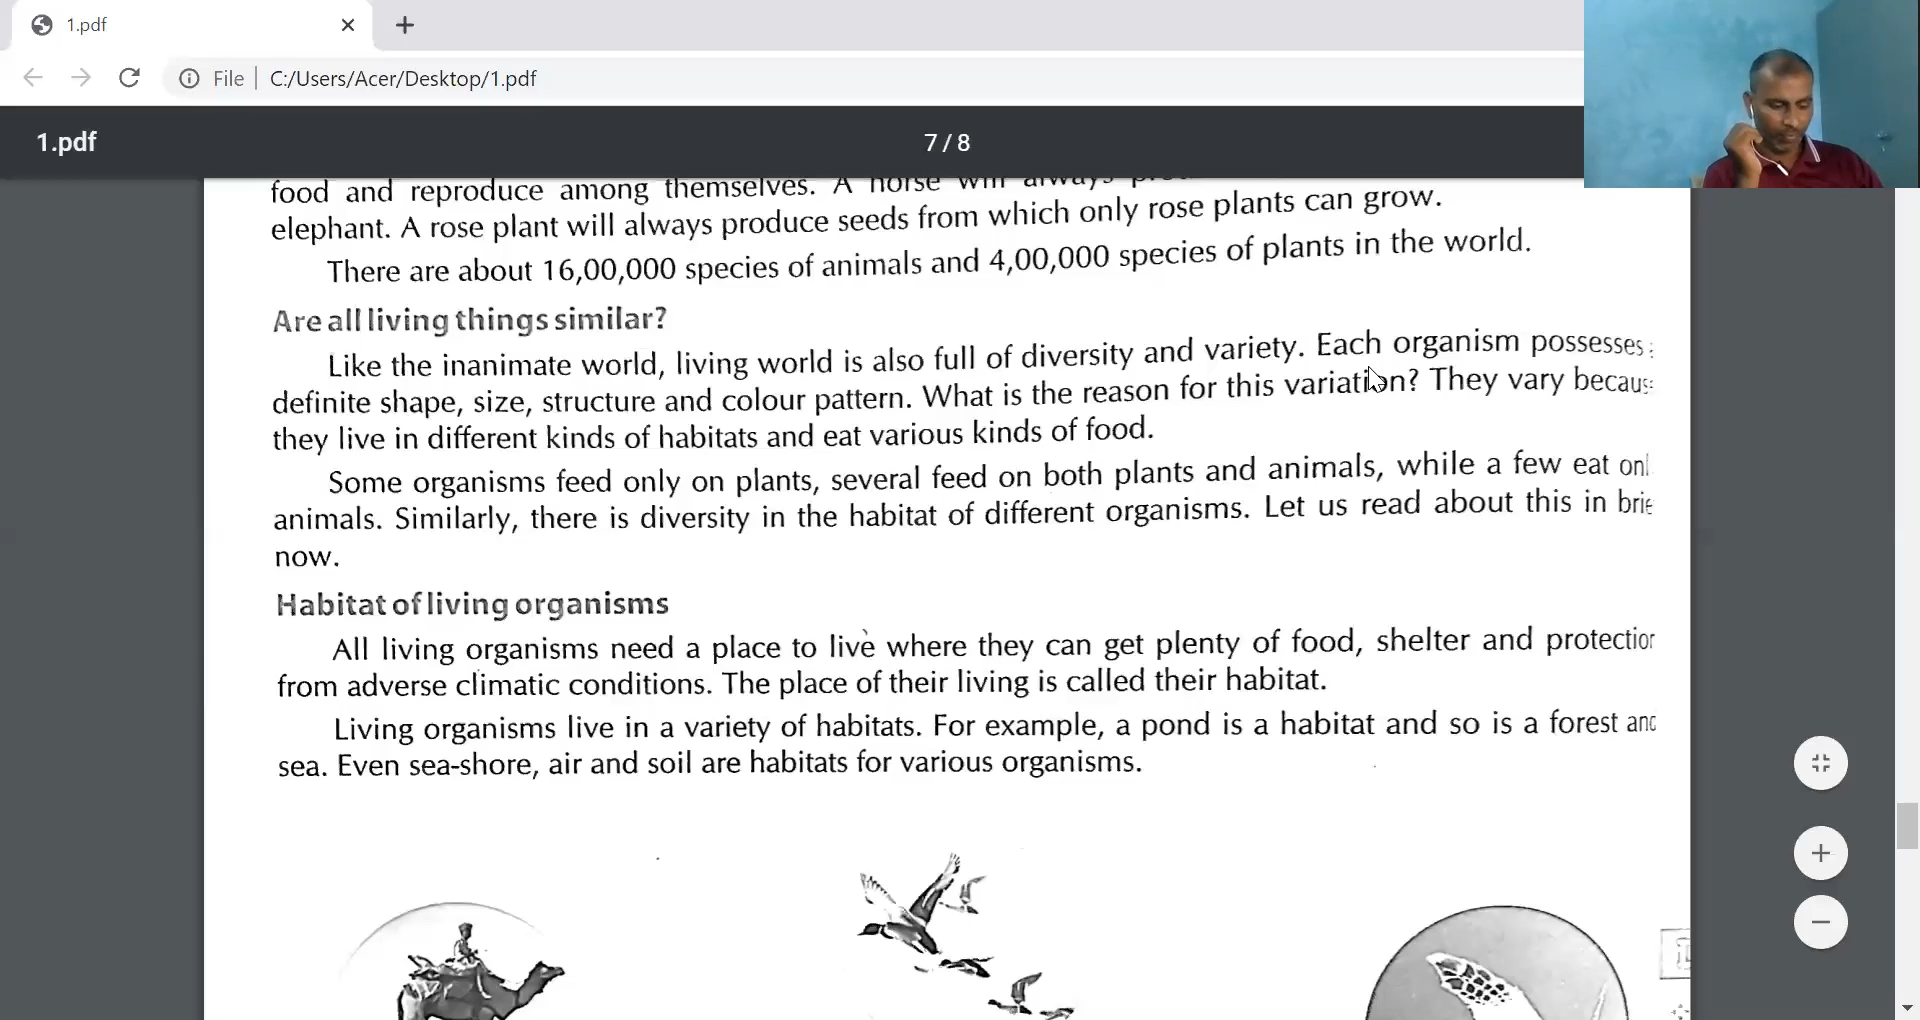 1.pdf
File
C:/Users/Acer/Desktop/1.pdf
1.pdf
7 / 8
food and reproduce among themselves. A horse will always
elephant. A rose plant will always produce seeds from which only rose plants can grow.
There are about 16,00,000 species of animals and 4,00,000 species of plants in the world.
Are all living things similar?
Like the inanimate world, living world is also full of diversity and variety. Each organism possesses
definite shape, size, structure and colour pattern. What is the reason for this variation? They vary becaus
they live in different kinds of habitats and eat various kinds of food.
Some organisms feed only on plants, several feed on both plants and animals, while a few eat onl
animals. Similarly, there is diversity in the habitat of different organisms. Let us read about this in brie
now.
Habitat of living organisms
All living organisms need a place to live where they can get plenty of food, shelter and protection
from adverse climatic conditions. The place of their living is called their habitat.
Living organisms live in a variety of habitats. For example, a pond is a habitat and so is a forest and
sea. Even sea-shore, air and soil are habitats for various organisms.